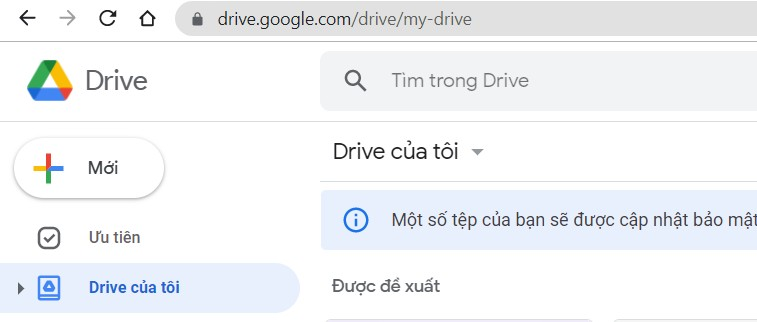 drive.google.com/drive/my-drive
Drive
Tìm trong Drive
Mới
Drive của tôi
Một số tệp của bạn sẽ được cập nhật bảo mật
Ưu tiên
Drive của tôi
Được đề xuất